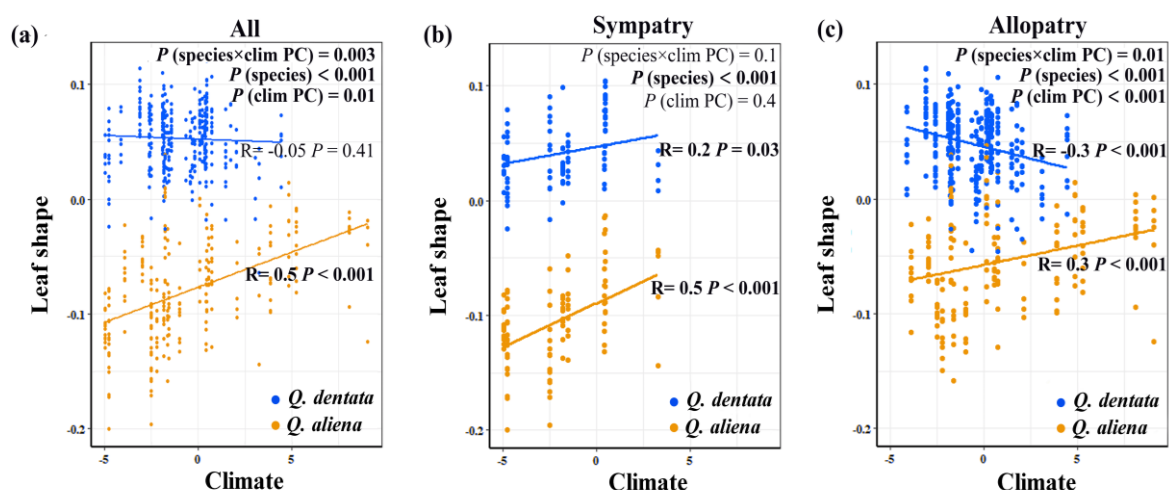 (a)
All
P (species×clim PC) = 0.003
P (species) < 0.001
P (clim PC) = 0.01
0.1
0.0
-0.1
-0.2
Leaf shape
R= -0.05 P = 0.41
R= 0.5 P < 0.001
Q. dentata
Q. aliena
-5
0
5
Climate
(b)
Sympatry
P (species×clim PC) = 0.1
P (species) < 0.001
P (clim PC) = 0.4
0.1
0.0
-0.1
-0.2
Leaf shape
R= 0.2 P = 0.03
R= 0.5 P < 0.001
Q. dentata
Q. aliena
-5
0
5
Climate
(c)
Allopatry
P (species×clim PC) = 0.01
P (species) < 0.001
P (clim PC) < 0.001
0.1
0.0
-0.1
-0.2
Leaf shape
R= -0.3 P < 0.001
R= 0.3 P < 0.001
Q. dentata
Q. aliena
-5
0
5
Climate